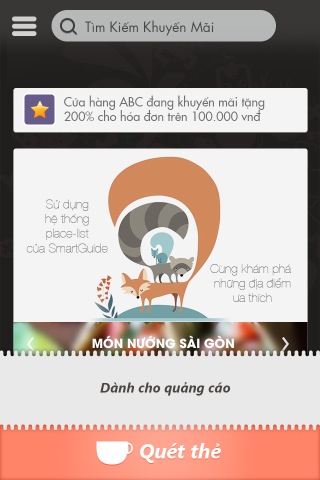 Tìm Kiếm Khuyến Mãi
Cửa hàng ABC đang khuyến mãi tặng
200% cho hóa đơn trên 100.000 vnđ
Sử dụng
hệ thống
place-list
của SmartGuide
Cùng khám phá
những địa điểm
ưa thích
MÓN NƯỚNG SÀI GÒN
Dành cho quảng cáo
Quét thẻ